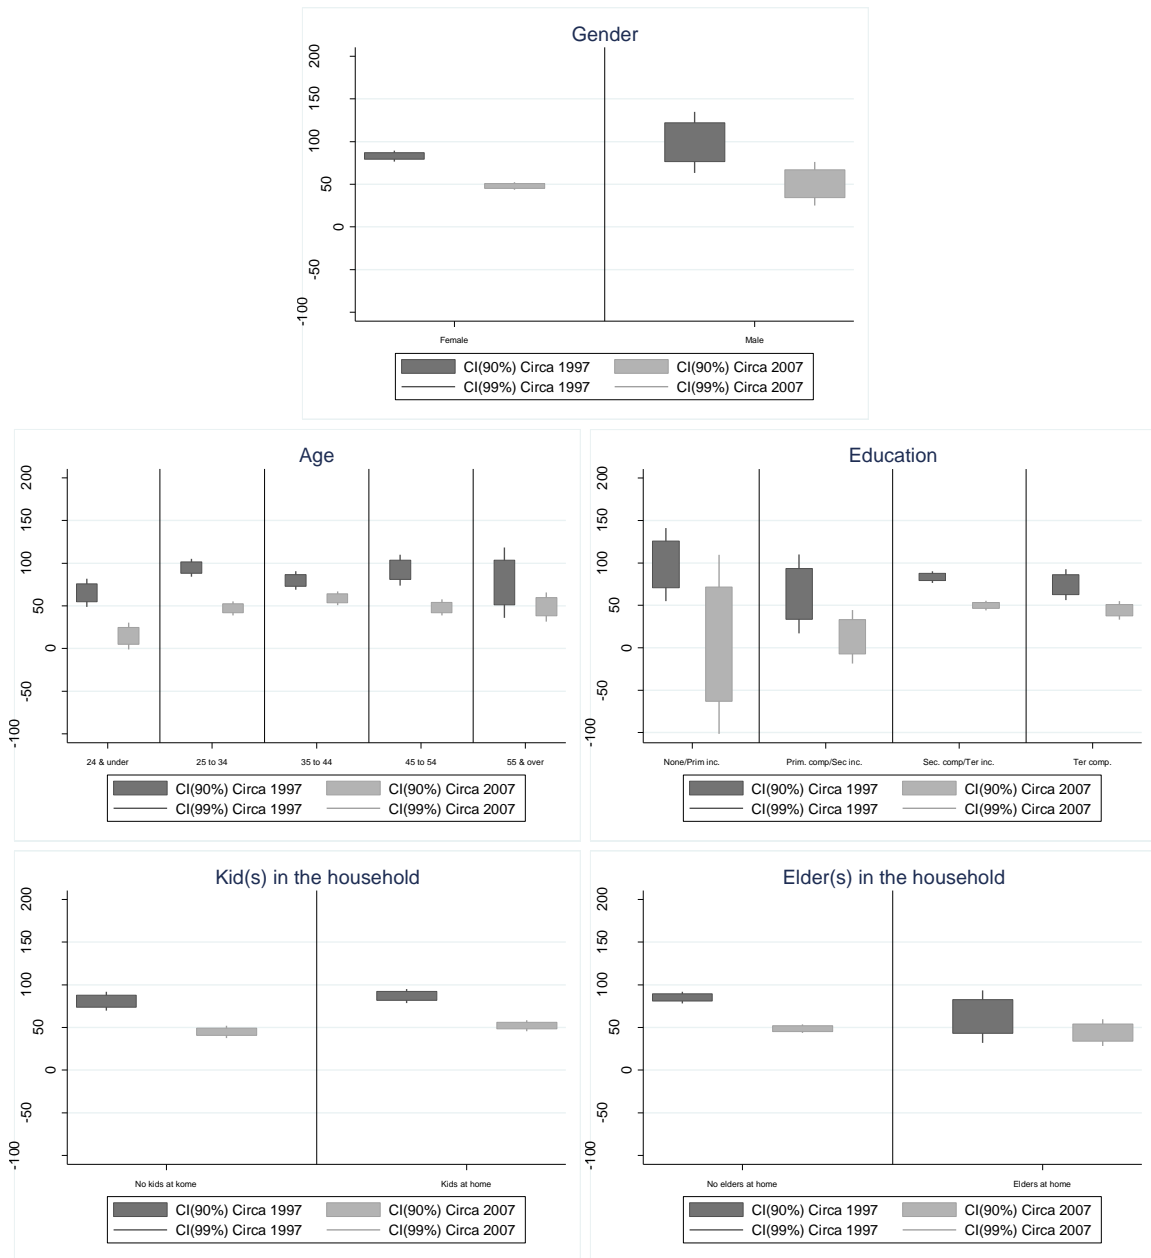 Gender
200
150
100
50
0
-50
-100
Female Male
CI(90%) Circa 1997 CI(90%) Circa 2007
CI(99%) Circa 1997 CI(99%) Circa 2007
Age
200
150
100
50
0
-50
-100
24 & under 25 to 34 35 to 44 45 to 54 55 & over
CI(90%) Circa 1997 CI(90%) Circa 2007
CI(99%) Circa 1997 CI(99%) Circa 2007
Education
200
150
100
50
0
-50
-100
None/Prim inc. Prim. comp/Sec inc. Sec. comp/Ter inc. Ter comp.
CI(90%) Circa 1997 CI(90%) Circa 2007
CI(99%) Circa 1997 CI(99%) Circa 2007
Kid(s) in the household
200
150
100
50
0
-50
-100
No kids at kome Kids at home
CI(90%) Circa 1997 CI(90%) Circa 2007
CI(99%) Circa 1997 CI(99%) Circa 2007
Elder(s) in the household
200
150
100
50
0
-50
-100
No elders at home Elders at home
CI(90%) Circa 1997 CI(90%) Circa 2007
CI(99%) Circa 1997 CI(99%) Circa 2007